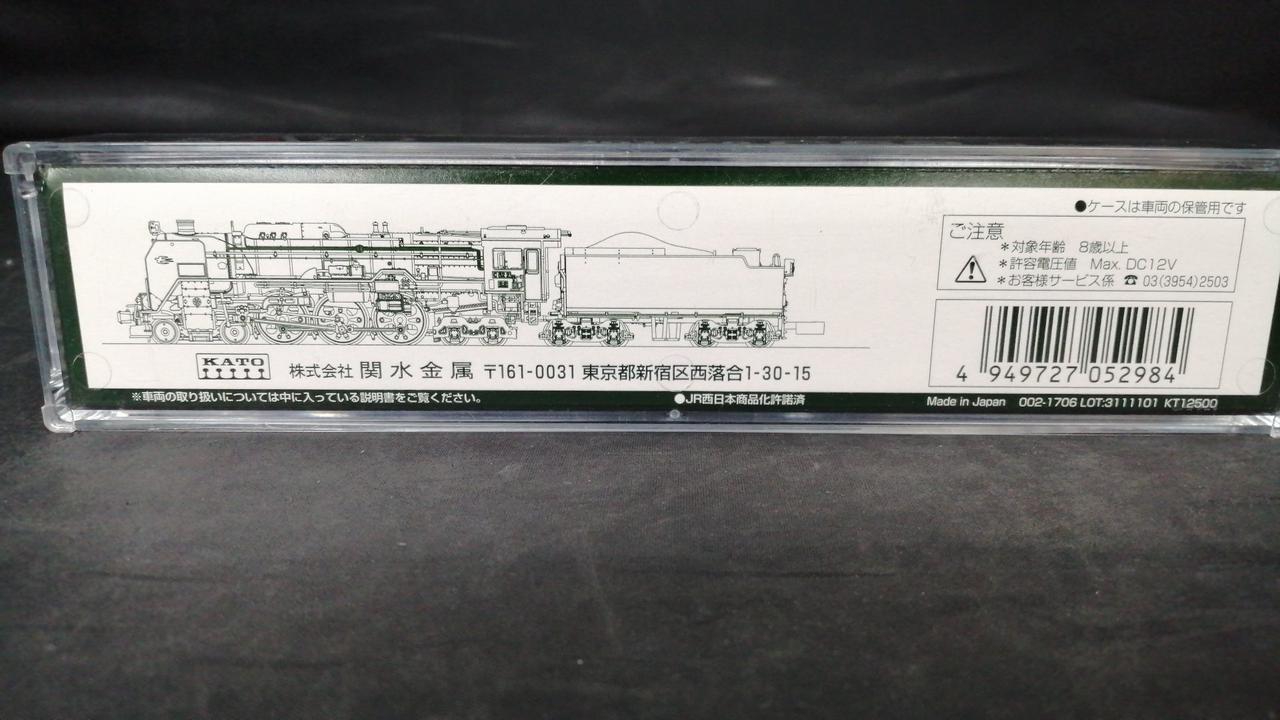 ●ケースは車両の保管用です
ご注意
＊対象年齢 8歳以上
＊許容電圧値 Max. DC12V
＊お客様サービス係 ☎ 03(3954)2503
KATO
株式会社 関水金属 〒161-0031 東京都新宿区西落合1-30-15
4 949727 052984
※車両の取り扱いについては中に入っている説明書をご覧ください。
●JR西日本商品化許諾済
Made in Japan 002-1706 LOT:3111101 KT12500